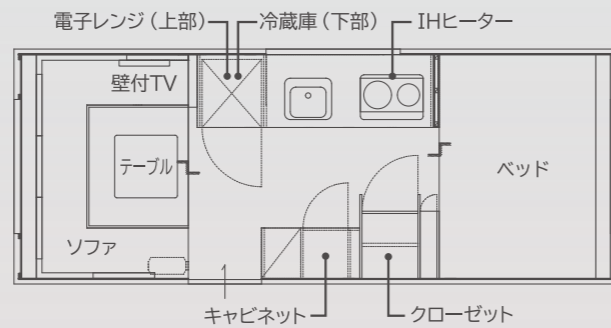 電子レンジ（上部）
冷蔵庫（下部）
IHヒーター
壁付TV
テーブル
ベッド
ソファ
キャビネット
クローゼット